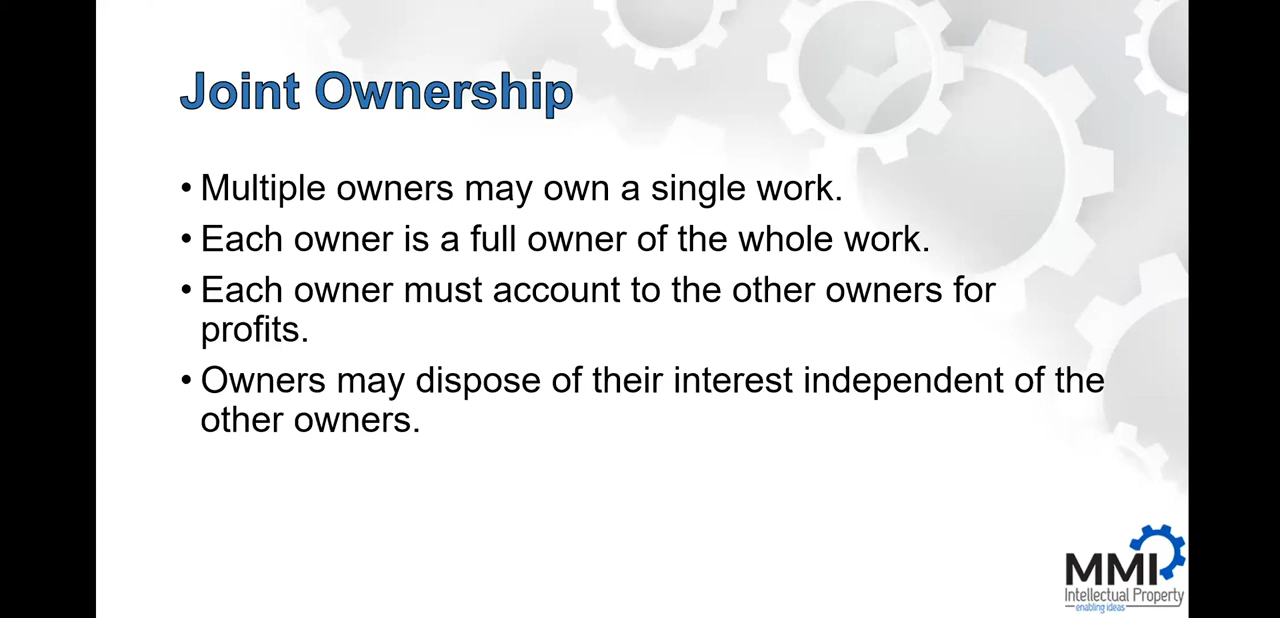 Joint Ownership
• Multiple owners may own a single work.
• Each owner is a full owner of the whole work.
• Each owner must account to the other owners for
profits.
• Owners may dispose of their interest independent of the
other owners.
MMI
Intellectual Property
enabling ideas